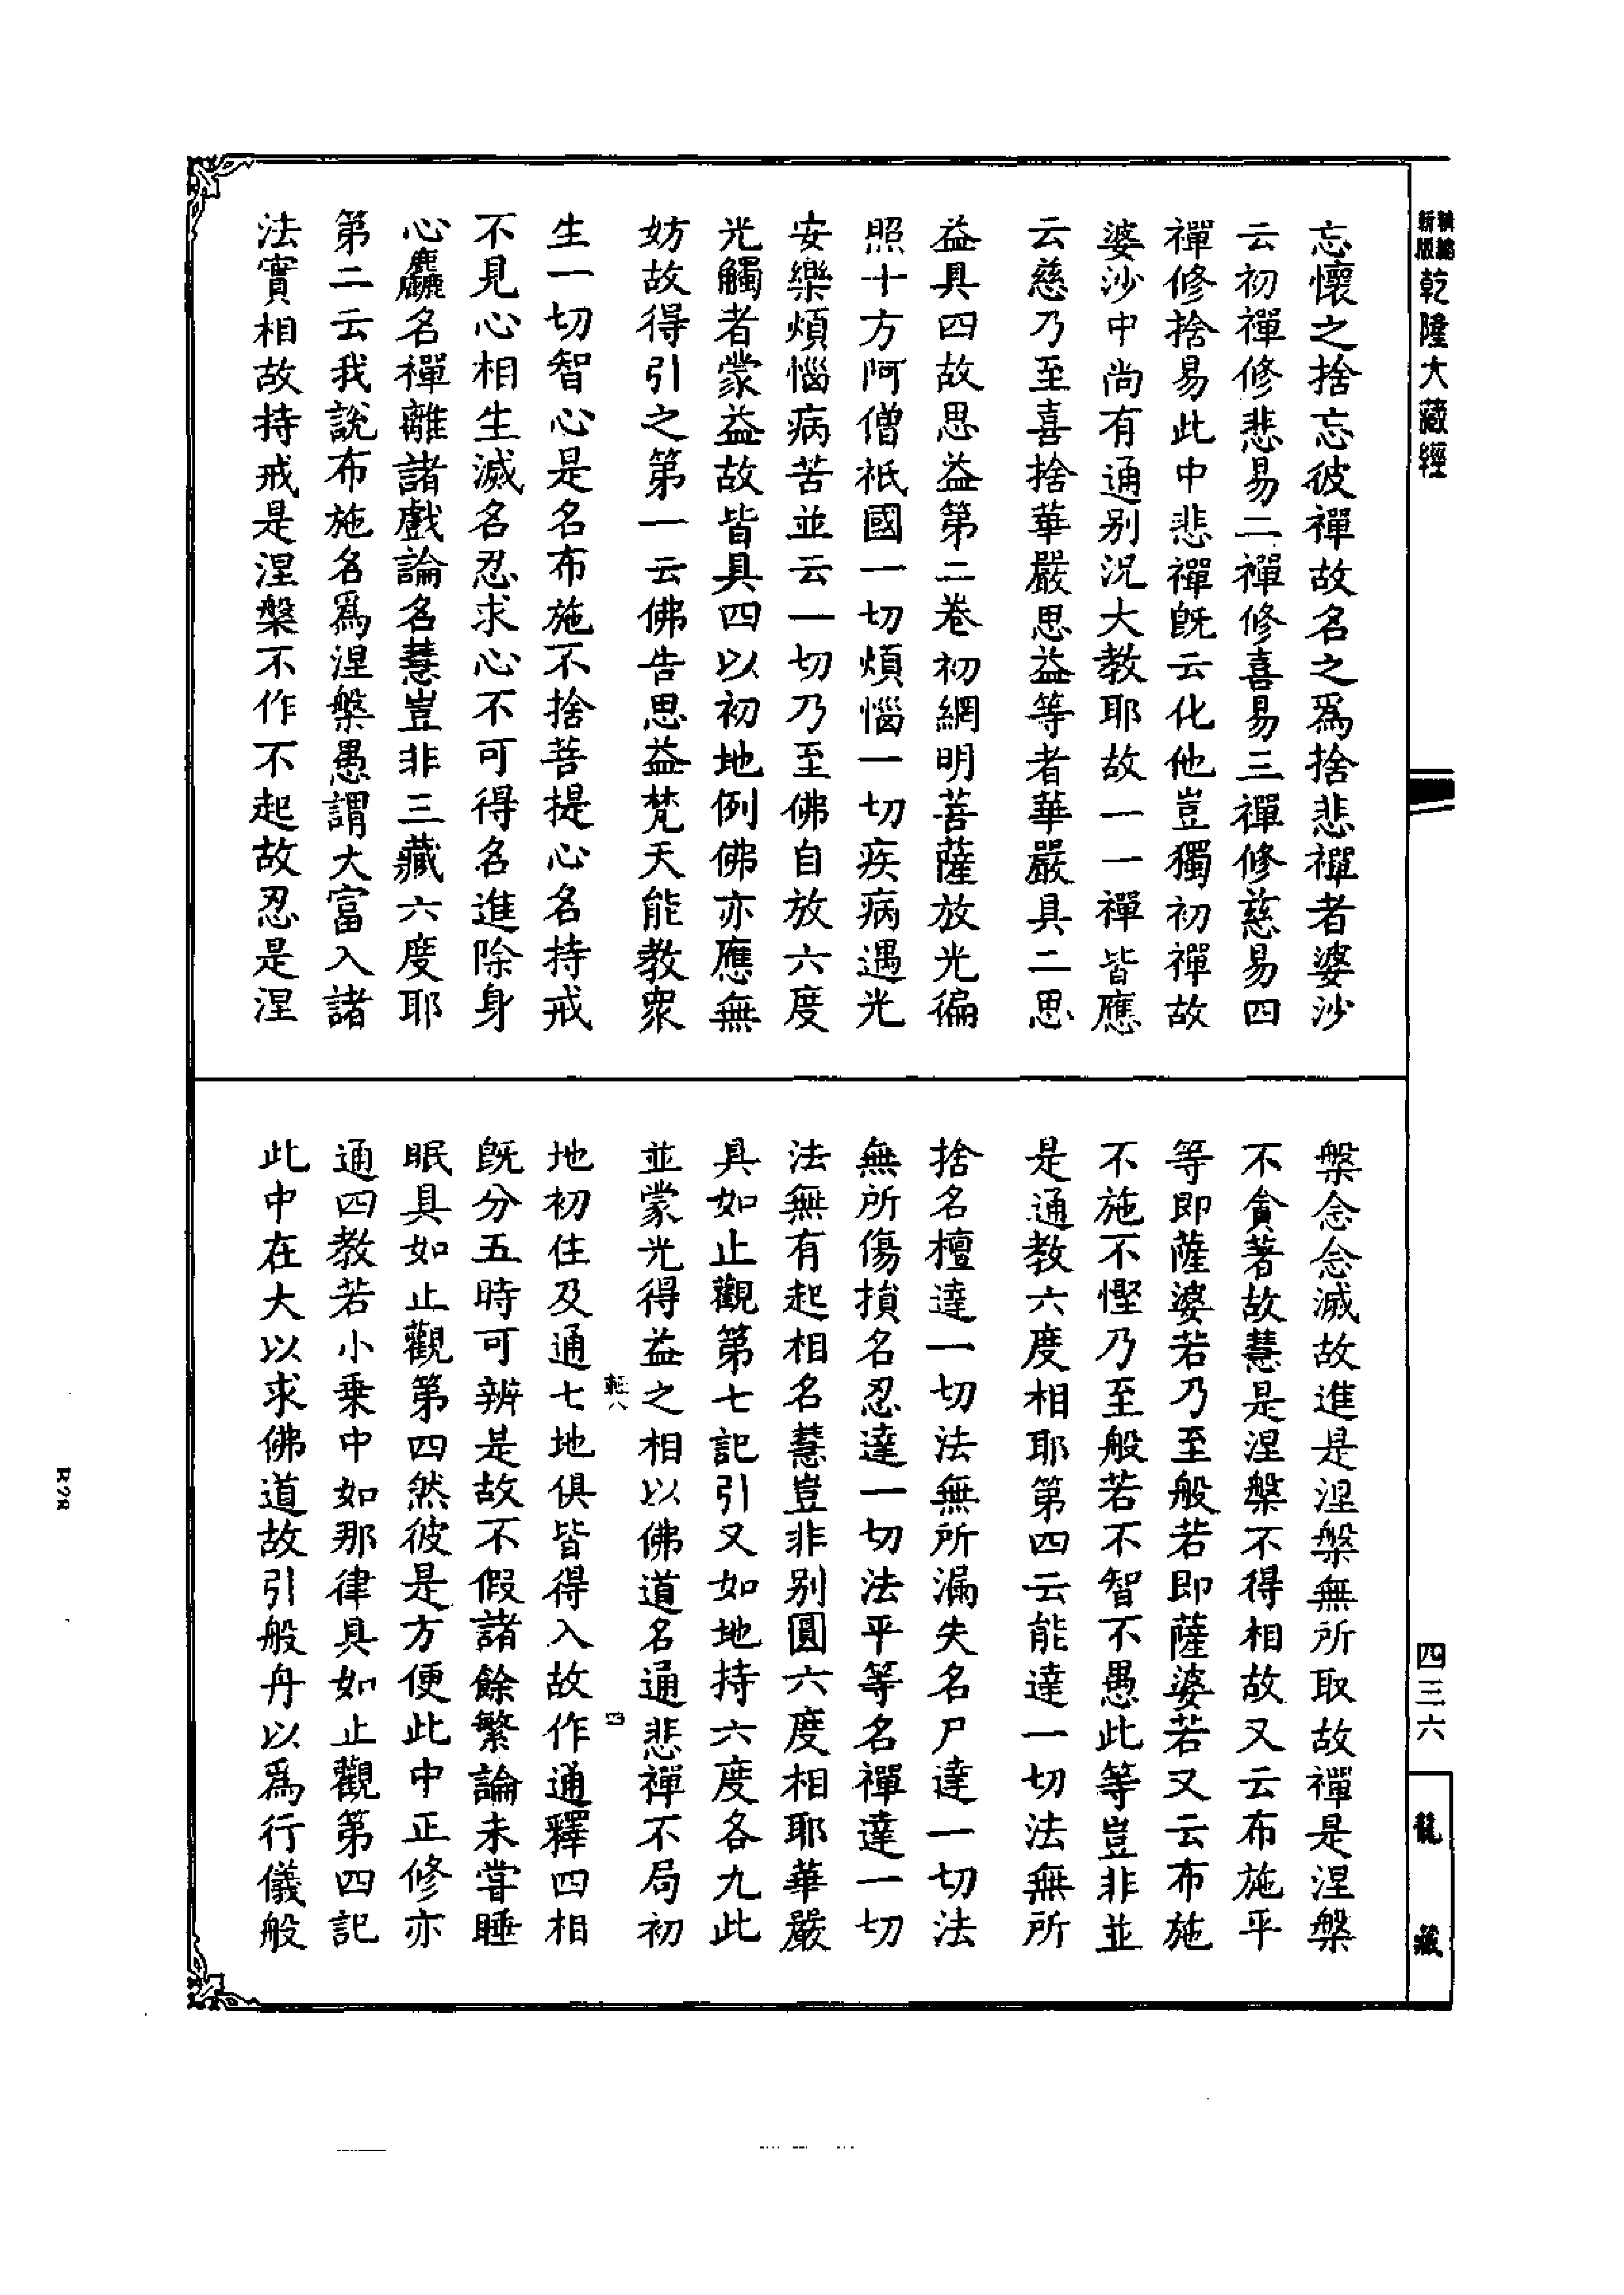 精縮
新版
乾隆大藏經
忘懷之捨忘彼禪故名之爲捨悲禪者婆沙
云初禪修悲易二禪修喜易三禪修慈易四
禪修捨易此中悲禪旣云化他豈獨初禪故
婆沙中尚有通別況大教耶故一一禪皆應
云慈乃至喜捨華嚴思益等者華嚴具二思
益具四故思益第二卷初網明菩薩放光徧
照十方阿僧祇國一切煩惱一切疾病遇光
安樂煩惱病苦並云一切乃至佛自放六度
光觸者蒙益故皆具四以初地例佛亦應無
妨故得引之第一云佛告思益梵天能教眾
生一切智心是名布施不捨菩提心名持戒
不見心相生滅名忍求心不可得名進除身
心麤名禪離諸戲論名慧豈非三藏六度耶
第二云我說布施名爲涅槃愚謂大富入諸
法實相故持戒是涅槃不作不起故忍是涅
槃念念滅故進是涅槃無所取故禪是涅槃
不貪著故慧是涅槃不得相故又云布施平
等即薩婆若乃至般若即薩婆若又云布施
不施不慳乃至般若不智不愚此等豈非並
是通教六度相耶第四云能達一切法無所
捨名檀達一切法無所漏失名尸達一切法
無所傷損名忍達一切法平等名禪達一切
法無有起相名慧豈非別圓六度相耶華嚴
具如止觀第七記引又如地持六度各九此
並蒙光得益之相以佛道名通悲禪不局初
地初住及通七地俱皆得入故作通釋四相
旣分五時可辨是故不假諸餘繁論未嘗睡
眠具如止觀第四然彼是方便此中正修亦
通四教若小乗中如那律具如止觀第四記
此中在大以求佛道故引般舟以爲行儀般
四
四三六
龍
藏